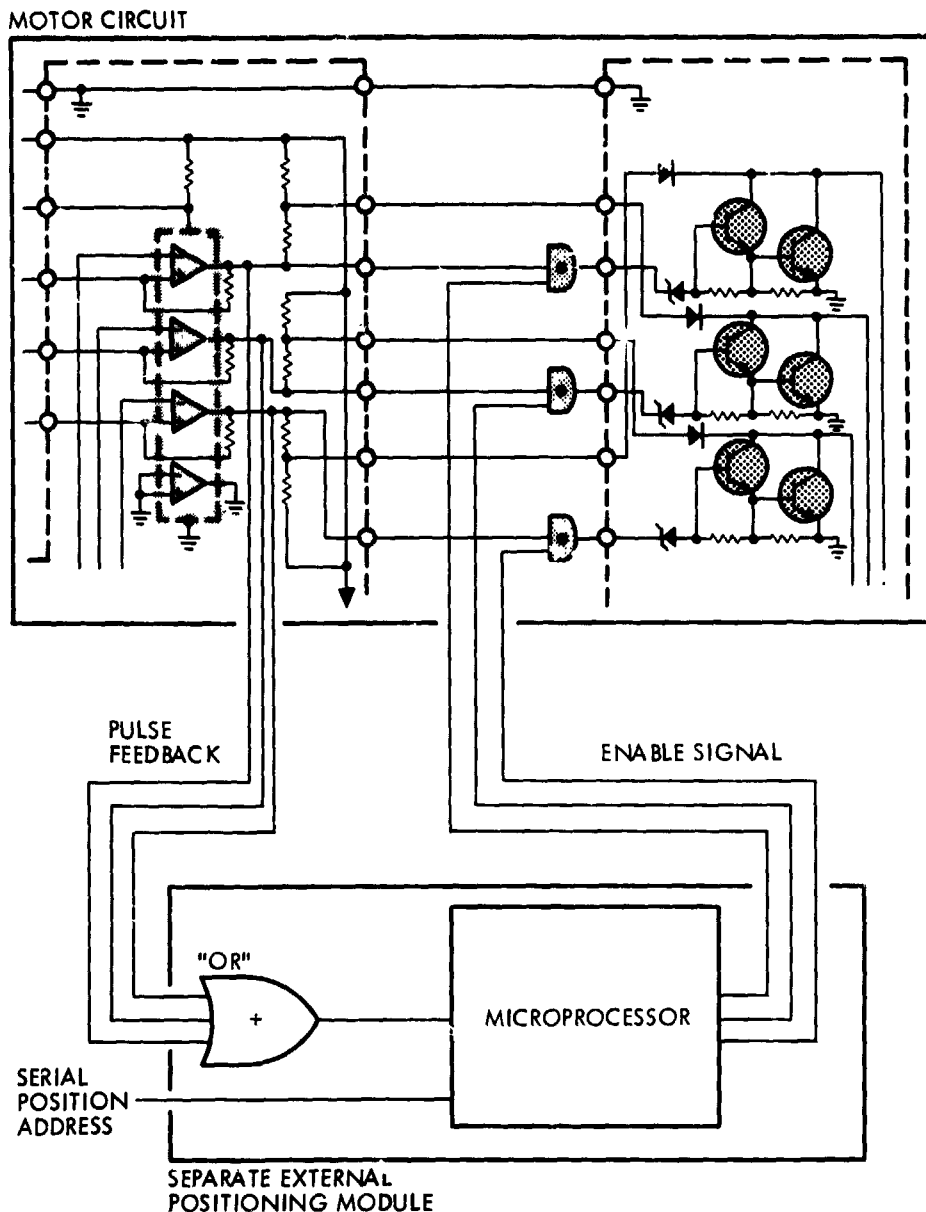 MOTOR CIRCUIT
PULSE
FEEDBACK
ENABLE SIGNAL
"OR"
+
MICROPROCESSOR
SERIAL
POSITION
ADDRESS
SEPARATE EXTERNAL
POSITIONING MODULE